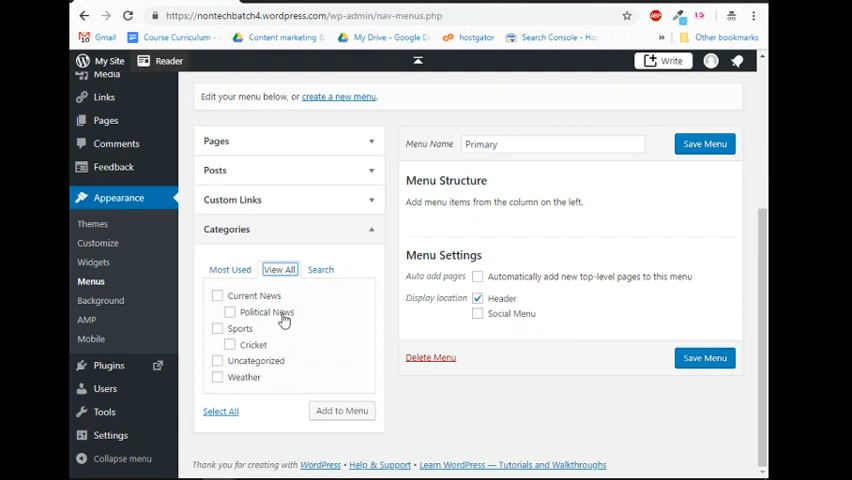 https://nontechbatch4.wordpress.com/wp-admin/nav-menus.php
Gmail Course Curriculum - Content marketing & My Drive - Google D hostgator Search Console - Hom » Other bookmarks
My Site Reader Write
Media
Links
Pages
Comments
Feedback
Appearance
Themes
Customize
Widgets
Menus
Background
AMP
Mobile
Plugins
Users
Tools
Settings
Collapse menu
Edit your menu below, or create a new menu.
Pages
Posts
Custom Links
Categories
Most Used View All Search
Current News
Political News
Sports
Cricket
Uncategorized
Weather
Select All Add to Menu
Menu Name Primary Save Menu
Menu Structure
Add menu items from the column on the left.
Menu Settings
Auto add pages Automatically add new top-level pages to this menu
Display location Header
Social Menu
Delete Menu Save Menu
Thank you for creating with WordPress • Help & Support • Learn WordPress — Tutorials and Walkthroughs